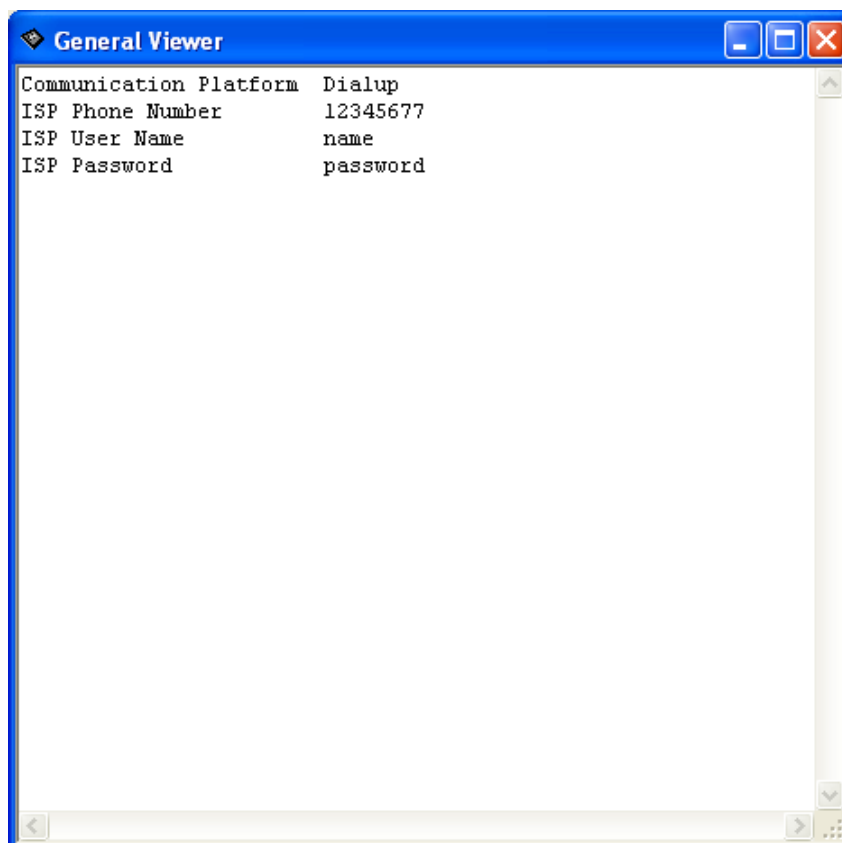 General Viewer
Communication Platform  Dialup
ISP Phone Number        12345677
ISP User Name           name
ISP Password            password